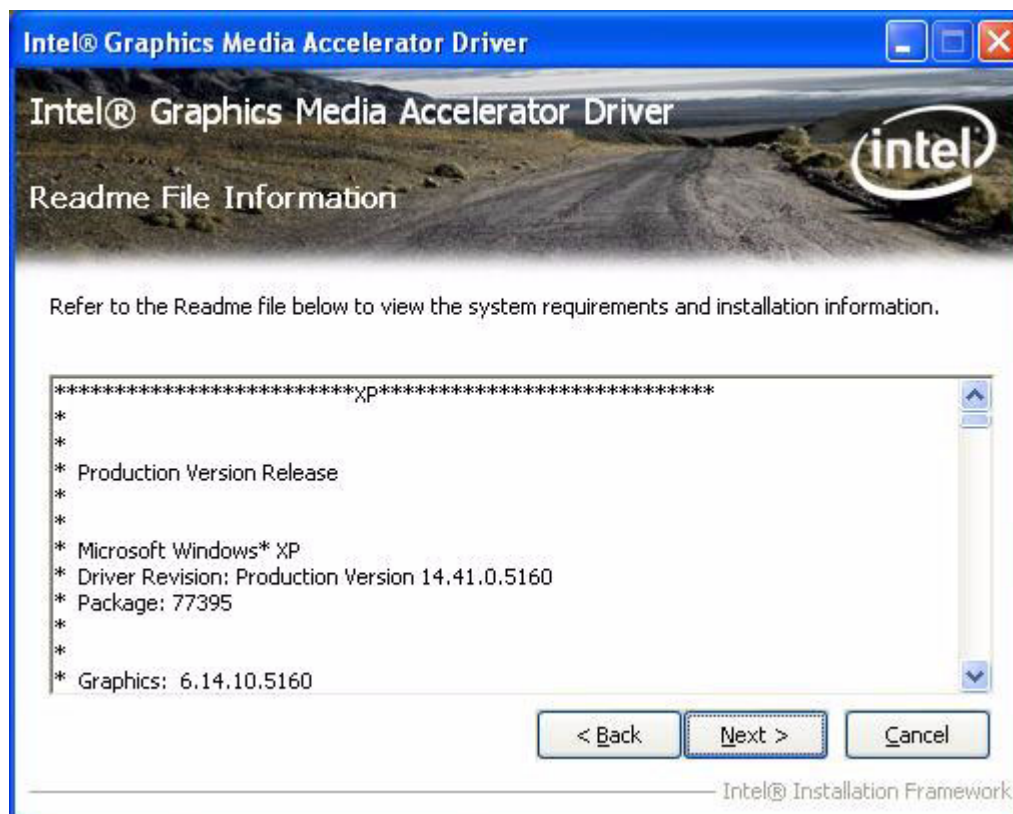 Intel® Graphics Media Accelerator Driver
Intel® Graphics Media Accelerator Driver
intel
Readme File Information
Refer to the Readme file below to view the system requirements and installation information.
*************************XP****************************
*
*
* Production Version Release
*
*
* Microsoft Windows* XP
* Driver Revision: Production Version 14.41.0.5160
* Package: 77395
*
*
* Graphics: 6.14.10.5160
< Back Next > Cancel
Intel® Installation Framework